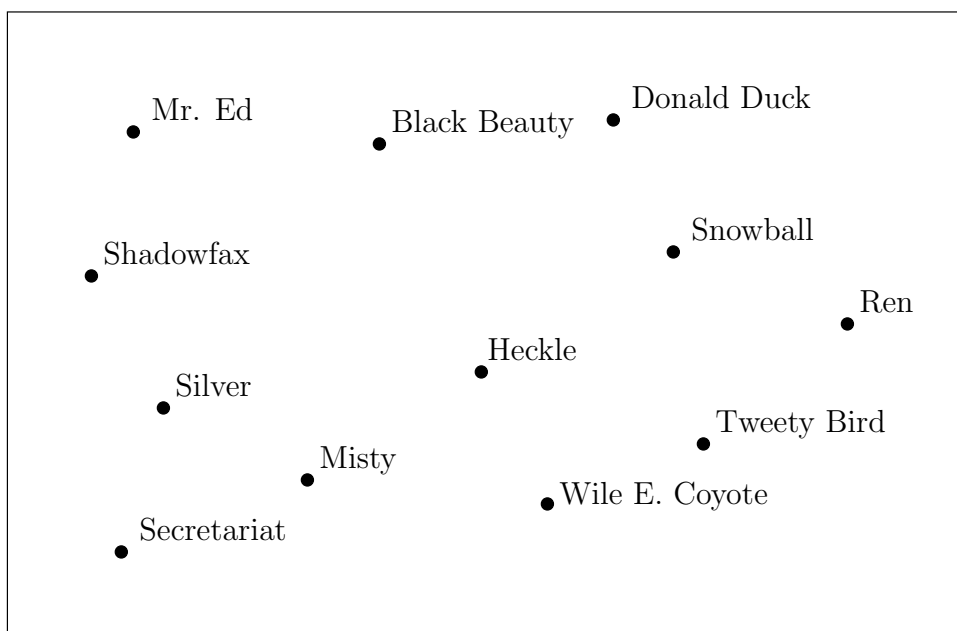 Donald Duck
Mr. Ed
Black Beauty
Snowball
Shadowfax
Ren
Heckle
Silver
Tweety Bird
Misty
Wile E. Coyote
Secretariat